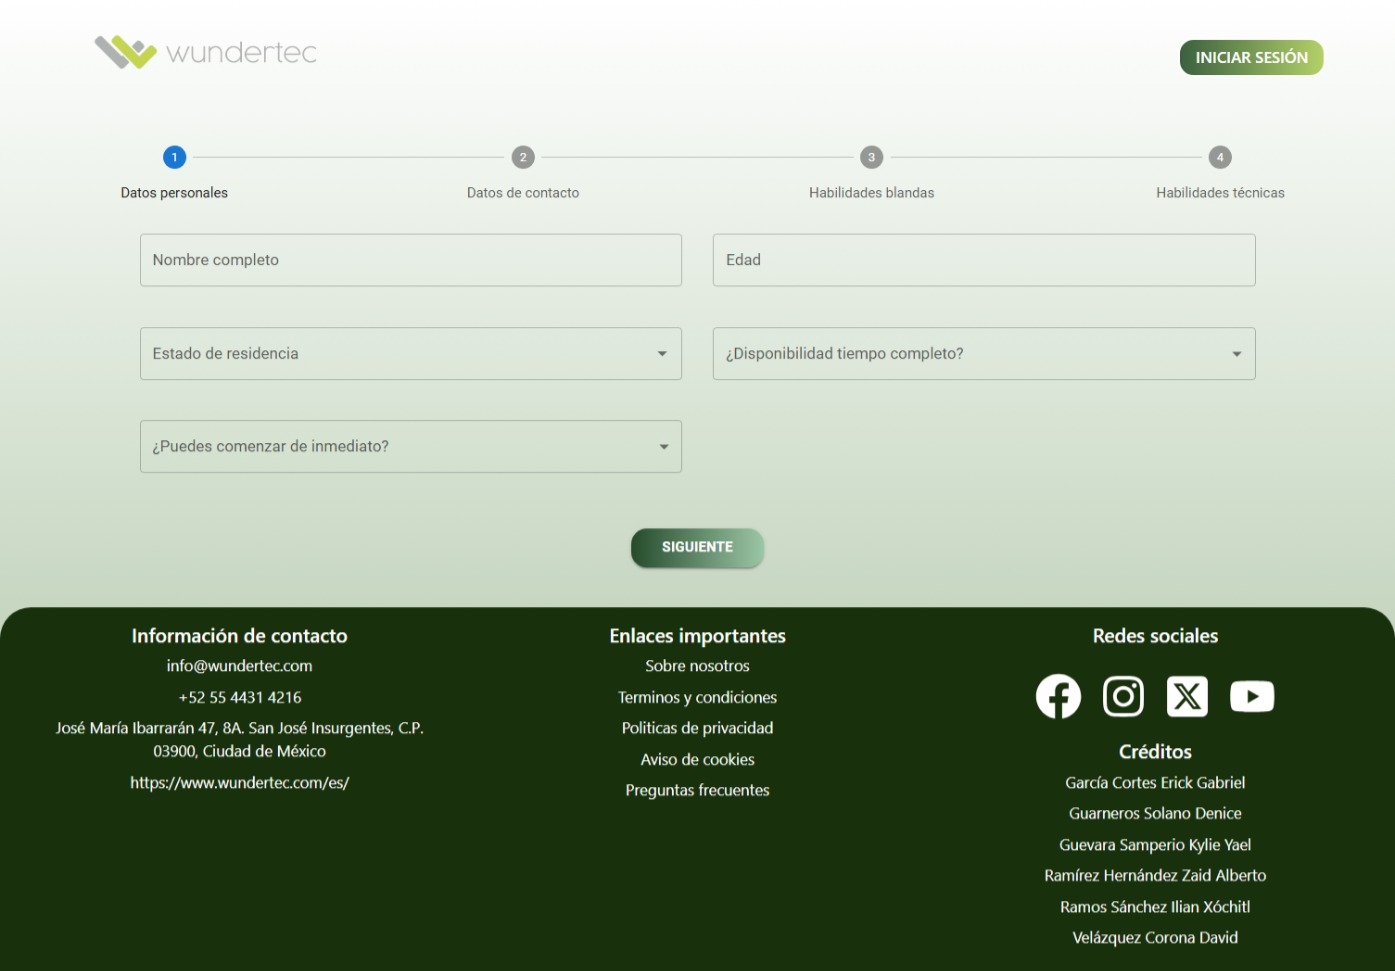 wundertec
INICIAR SESIÓN
1
2
3
4
Datos personales
Datos de contacto
Habilidades blandas
Habilidades técnicas
Nombre completo
Edad
Estado de residencia
¿Disponibilidad tiempo completo?
¿Puedes comenzar de inmediato?
SIGUIENTE
Información de contacto
info@wundertec.com
+52 55 4431 4216
José María Ibarrarán 47, 8A. San José Insurgentes, C.P.
03900, Ciudad de México
https://www.wundertec.com/es/
Enlaces importantes
Sobre nosotros
Terminos y condiciones
Politicas de privacidad
Aviso de cookies
Preguntas frecuentes
Redes sociales
Créditos
García Cortes Erick Gabriel
Guarneros Solano Denice
Guevara Samperio Kylie Yael
Ramírez Hernández Zaid Alberto
Ramos Sánchez Ilian Xóchitl
Velázquez Corona David